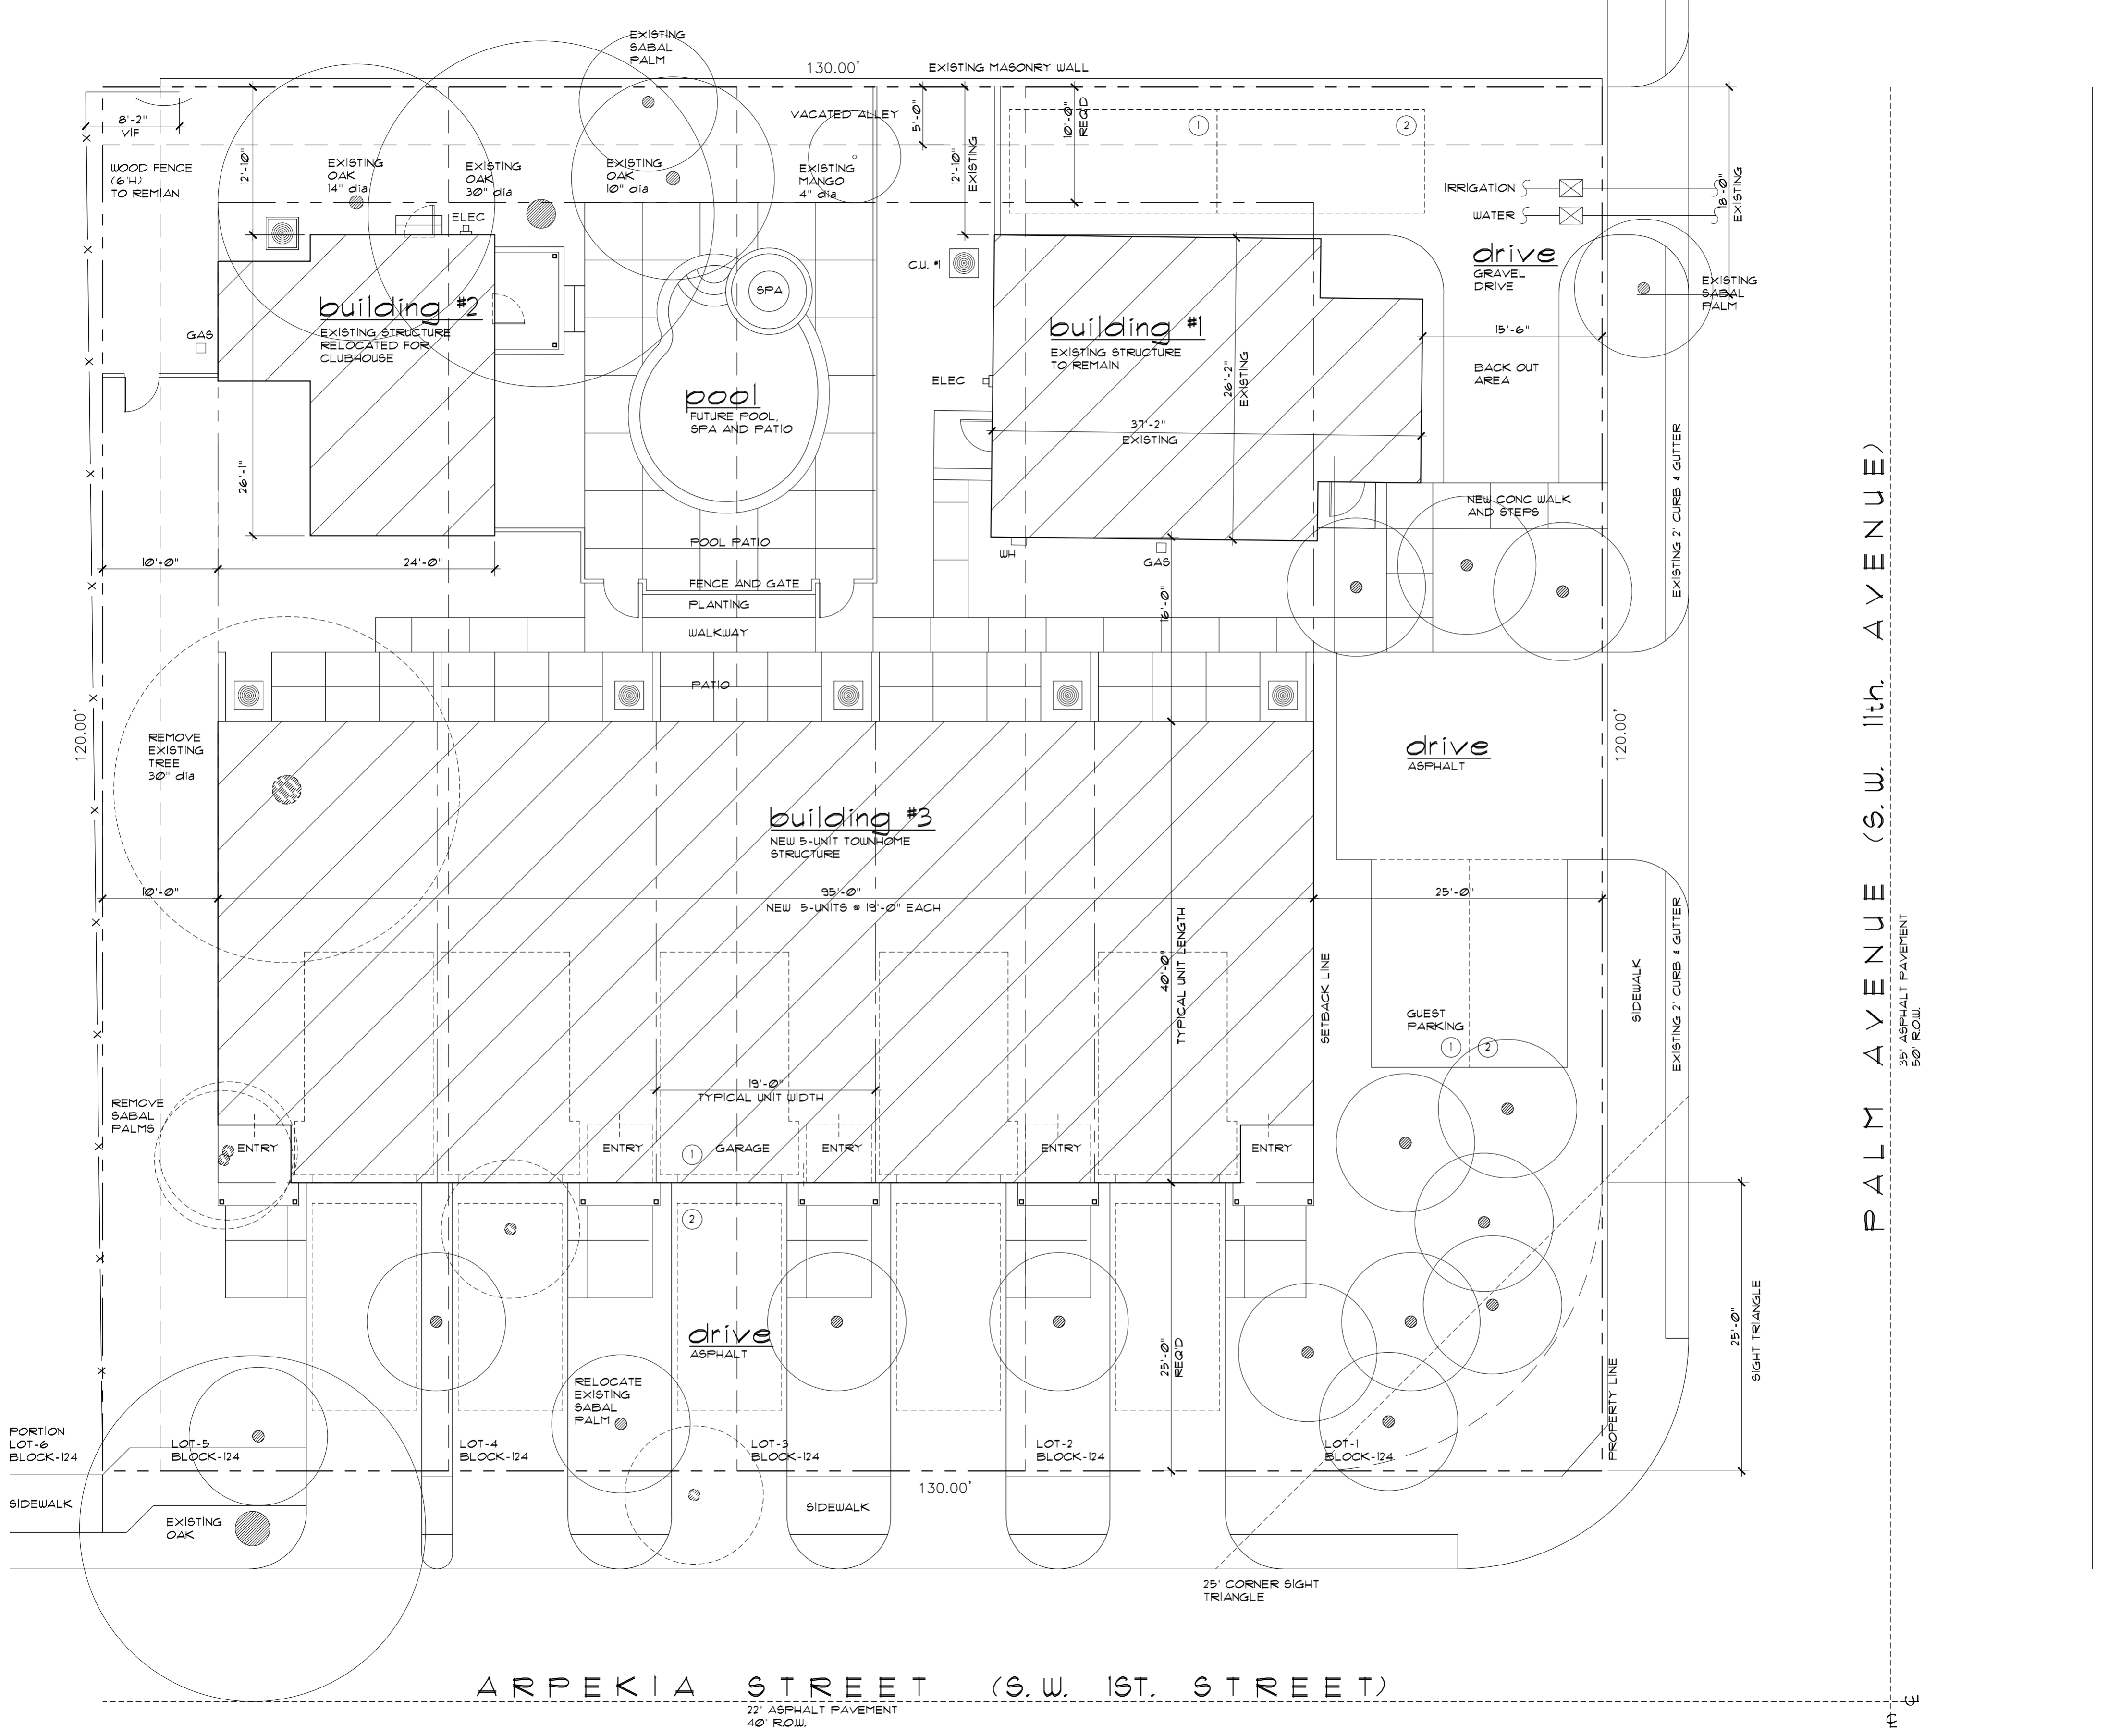 EXISTING
SABAL
PALM
130.00'
EXISTING MASONRY WALL
8'-2"
VIF
WOOD FENCE
(6'H)
TO REMIAN
12'-10"
EXISTING
OAK
14" dia
EXISTING
OAK
30" dia
EXISTING
OAK
10" dia
VACATED ALLEY
EXISTING
MANGO
4" dia
5'-0"
12'-10"
EXISTING
10'-0"
REQ'D
1
2
IRRIGATION
WATER
18'-0"
EXISTING
ELEC
C.U. #1
SPA
drive
GRAVEL
DRIVE
EXISTING
SABAL
PALM
building #2
EXISTING STRUCTURE
RELOCATED FOR
CLUBHOUSE
GAS
building #1
EXISTING STRUCTURE
TO REMAIN
15'-6"
BACK OUT
AREA
ELEC
26'-2"
EXISTING
37'-2"
EXISTING
pool
FUTURE POOL,
SPA AND PATIO
26'-1"
NEW CONC WALK
AND STEPS
EXISTING 2' CURB & GUTTER
POOL PATIO
WH
GAS
10'-0"
24'-0"
FENCE AND GATE
PLANTING
WALKWAY
16'-0"
PATIO
120.00'
REMOVE
EXISTING
TREE
30" dia
drive
ASPHALT
120.00'
building #3
NEW 5-UNIT TOWNHOME
STRUCTURE
10'-0"
95'-0"
NEW 5-UNITS @ 19'-0" EACH
25'-0"
40'-0"
TYPICAL UNIT LENGTH
SETBACK LINE
SIDEWALK
EXISTING 2' CURB & GUTTER
GUEST
PARKING
1
2
PALM AVENUE (S.W. 11th. AVENUE)
35' ASPHALT PAVEMENT
50' R.O.W.
19'-0"
TYPICAL UNIT WIDTH
REMOVE
SABAL
PALMS
ENTRY
ENTRY
1
GARAGE
ENTRY
ENTRY
ENTRY
2
drive
ASPHALT
25'-0"
REQ'D
25'-0"
SIGHT TRIANGLE
PROPERTY LINE
RELOCATE
EXISTING
SABAL
PALM
PORTION
LOT-6
BLOCK-124
LOT-5
BLOCK-124
LOT-4
BLOCK-124
LOT-3
BLOCK-124
LOT-2
BLOCK-124
LOT-1
BLOCK-124
130.00'
SIDEWALK
EXISTING
OAK
SIDEWALK
25' CORNER SIGHT
TRIANGLE
ARPEKIA STREET (S.W. 1ST. STREET)
22' ASPHALT PAVEMENT
40' R.O.W.
℄
℄